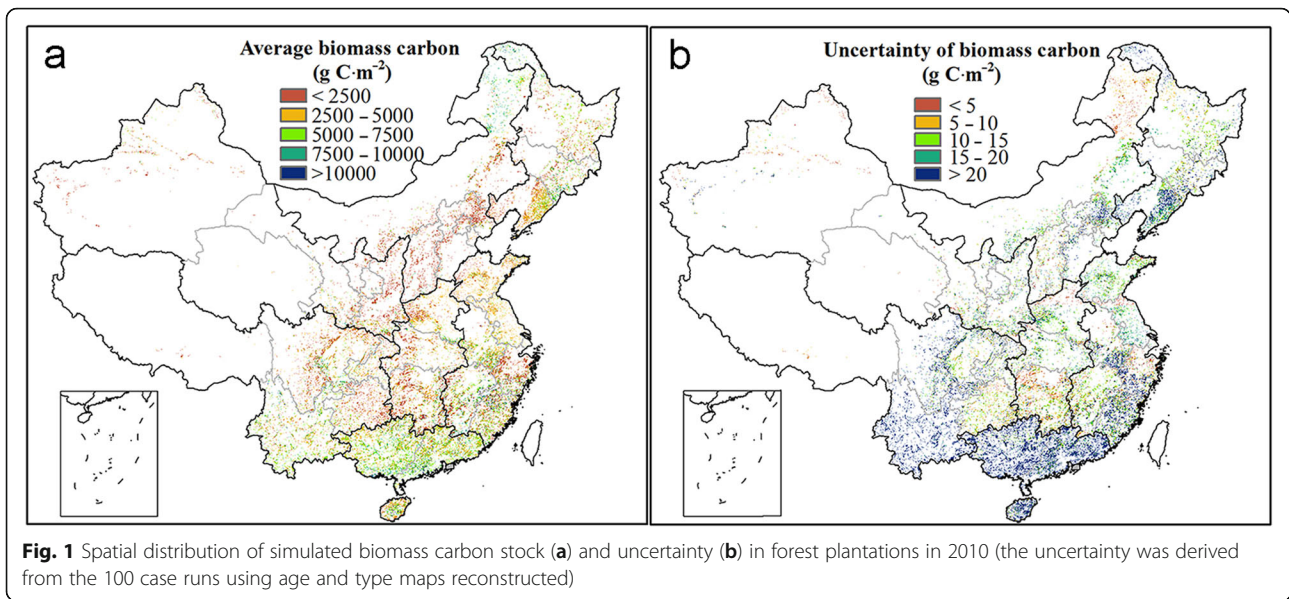 a
Average biomass carbon
(g C·m⁻²)
< 2500
2500 – 5000
5000 – 7500
7500 – 10000
>10000
b
Uncertainty of biomass carbon
(g C·m⁻²)
< 5
5 – 10
10 – 15
15 – 20
> 20
Fig. 1 Spatial distribution of simulated biomass carbon stock (a) and uncertainty (b) in forest plantations in 2010 (the uncertainty was derived
from the 100 case runs using age and type maps reconstructed)